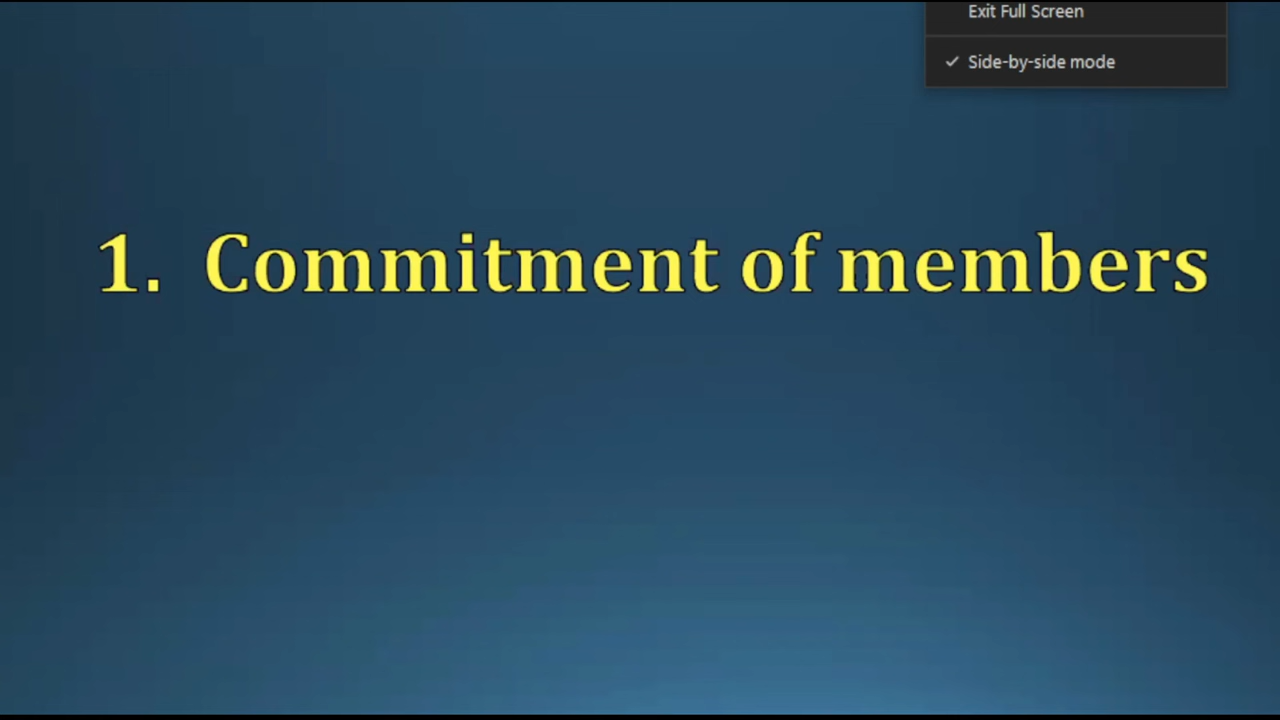 Exit Full Screen
✓ Side-by-side mode
1. Commitment of members